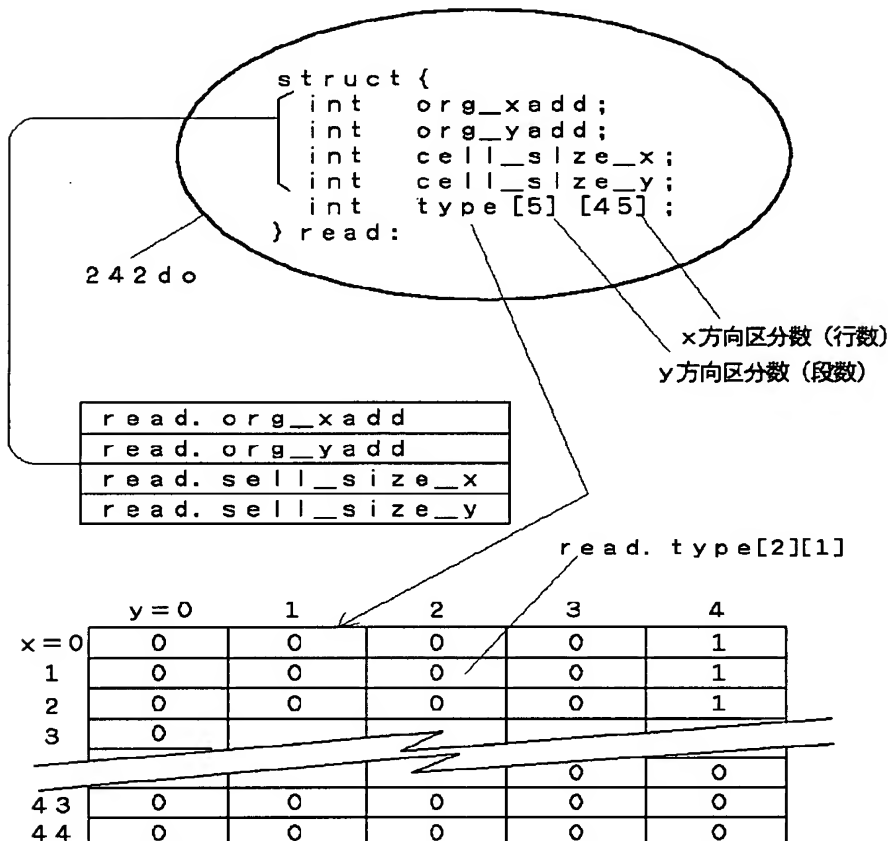 struct{
int org_xadd;
int org_yadd;
int cell_size_x;
int cell_size_y;
int type[5] [45];
} read:
242do
x方向区分数（行数）
y方向区分数（段数）
read. org_xadd
read. org_yadd
read. sell_size_x
read. sell_size_y
read. type[2][1]
y=0 1 2 3 4
x=0 0 0 0 0 1
1 0 0 0 0 1
2 0 0 0 0 1
3 0
0 0
43 0 0 0 0 0
44 0 0 0 0 0